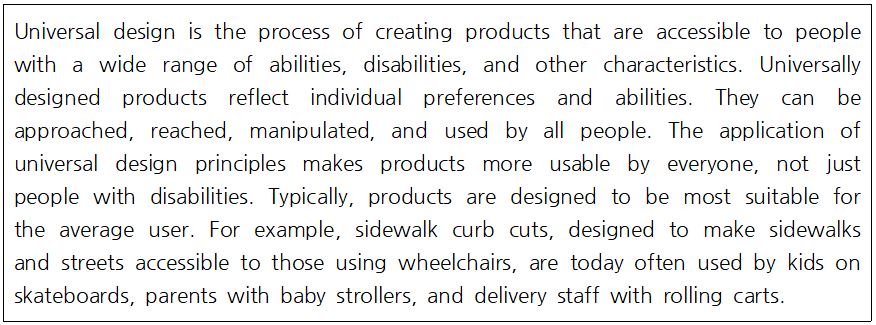 Universal design is the process of creating products that are accessible to people
with a wide range of abilities, disabilities, and other characteristics. Universally
designed products reflect individual preferences and abilities. They can be
approached, reached, manipulated, and used by all people. The application of
universal design principles makes products more usable by everyone, not just
people with disabilities. Typically, products are designed to be most suitable for
the average user. For example, sidewalk curb cuts, designed to make sidewalks
and streets accessible to those using wheelchairs, are today often used by kids on
skateboards, parents with baby strollers, and delivery staff with rolling carts.